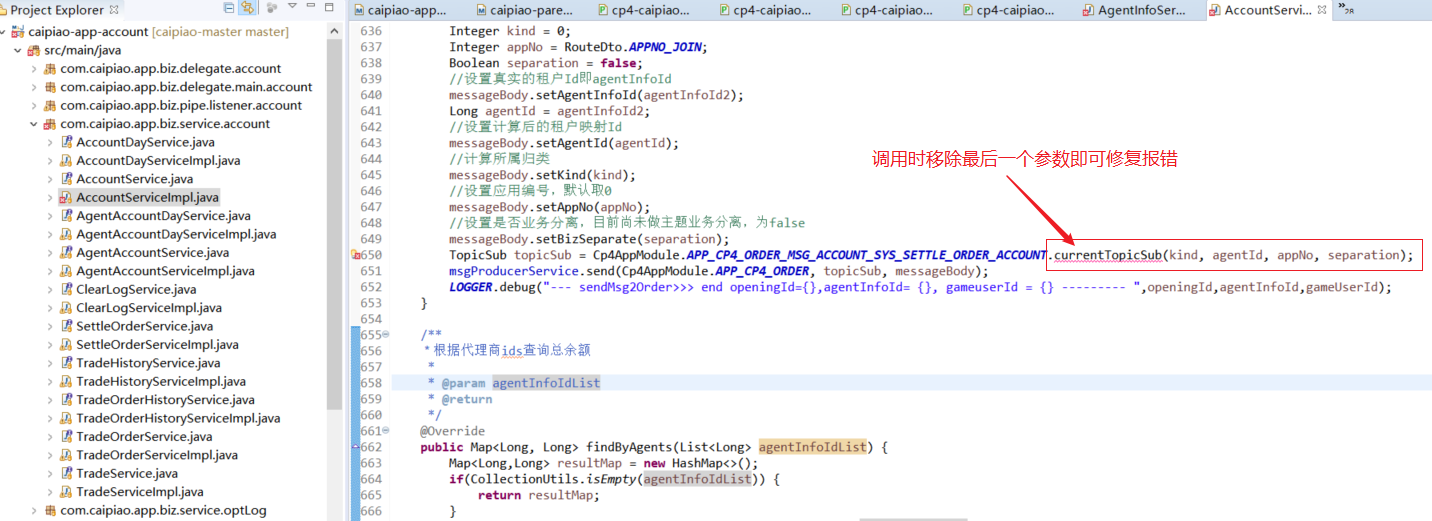 Project Explorer
caipiao-app-account [caipiao-master master]
src/main/java
com.caipiao.app.biz.delegate.account
com.caipiao.app.biz.delegate.main.account
com.caipiao.app.biz.pipe.listener.account
com.caipiao.app.biz.service.account
AccountDayService.java
AccountDayServiceImpl.java
AccountService.java
AccountServiceImpl.java
AgentAccountDayService.java
AgentAccountDayServiceImpl.java
AgentAccountService.java
AgentAccountServiceImpl.java
ClearLogService.java
ClearLogServiceImpl.java
SettleOrderService.java
SettleOrderServiceImpl.java
TradeHistoryService.java
TradeHistoryServiceImpl.java
TradeOrderHistoryService.java
TradeOrderHistoryServiceImpl.java
TradeOrderService.java
TradeOrderServiceImpl.java
TradeService.java
TradeServiceImpl.java
com.caipiao.app.biz.service.optLog
caipiao-app... caipiao-pare... cp4-caipiao... cp4-caipiao... cp4-caipiao... cp4-caipiao... AgentInfoSer... AccountServi... »28
636 Integer kind = 0;
637 Integer appNo = RouteDto.APPNO_JOIN;
638 Boolean separation = false;
639 //设置真实的租户Id即agentInfoId
640 messageBody.setAgentInfoId(agentInfoId2);
641 Long agentId = agentInfoId2;
642 //设置计算后的租户映射Id
643 messageBody.setAgentId(agentId);
644 //计算所属归类
645 messageBody.setKind(kind);
646 //设置应用编号，默认取0
647 messageBody.setAppNo(appNo);
648 //设置是否业务分离，目前尚未做主题业务分离，为false
649 messageBody.setBizSeparate(separation);
650 TopicSub topicSub = Cp4AppModule.APP_CP4_ORDER_MSG_ACCOUNT_SYS_SETTLE_ORDER_ACCOUNT.currentTopicSub(kind, agentId, appNo, separation);
651 msgProducerService.send(Cp4AppModule.APP_CP4_ORDER, topicSub, messageBody);
652 LOGGER.debug("--- sendMsg2Order>>> end openingId={},agentInfoId= {}, gameuserId = {} --------- ",openingId,agentInfoId,gameUserId);
653 }
654
655 /**
656 * 根据代理商ids查询总余额
657 *
658 * @param agentInfoIdList
659 * @return
660 */
661 @Override
662 public Map<Long, Long> findByAgents(List<Long> agentInfoIdList) {
663 Map<Long,Long> resultMap = new HashMap<>();
664 if(CollectionUtils.isEmpty(agentInfoIdList)) {
665 return resultMap;
666 }
调用时移除最后一个参数即可修复报错